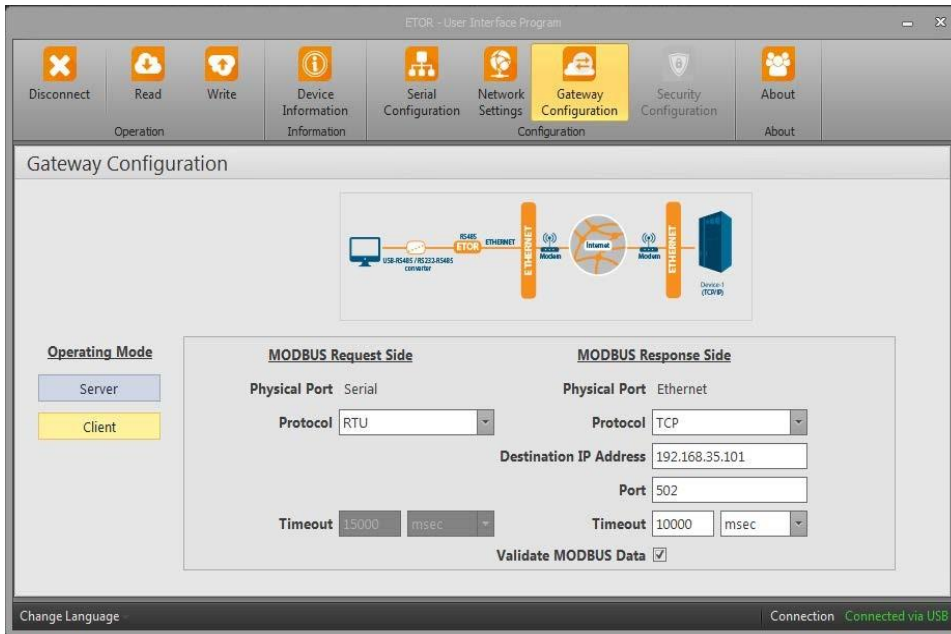 ETOR - User Interface Program
Disconnect
Read
Write
Device Information
Serial Configuration
Network Settings
Gateway Configuration
Security Configuration
About
Operation
Information
Configuration
About
Gateway Configuration
USB-RS485 / RS232-RS485 converter
RS485
ETOR
ETHERNET
ETHERNET
Modem
Internet
Modem
ETHERNET
Device-1
(TCP/IP)
Operating Mode
Server
Client
MODBUS Request Side
Physical Port Serial
Protocol RTU
Timeout 15000 msec
MODBUS Response Side
Physical Port Ethernet
Protocol TCP
Destination IP Address 192.168.35.101
Port 502
Timeout 10000 msec
Validate MODBUS Data
Change Language
Connection Connected via USB